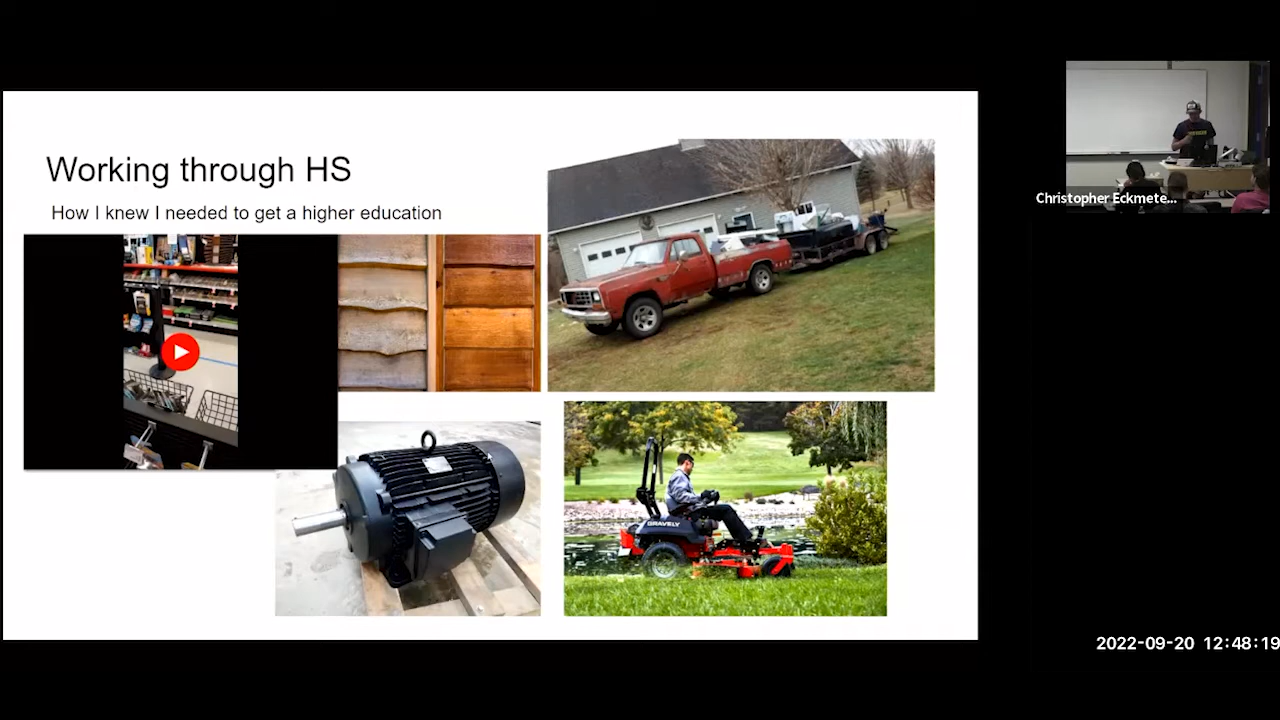 Working through HS
How I knew I needed to get a higher education
Christopher Eckmete...
GRAVELY
2022-09-20 12:48:19